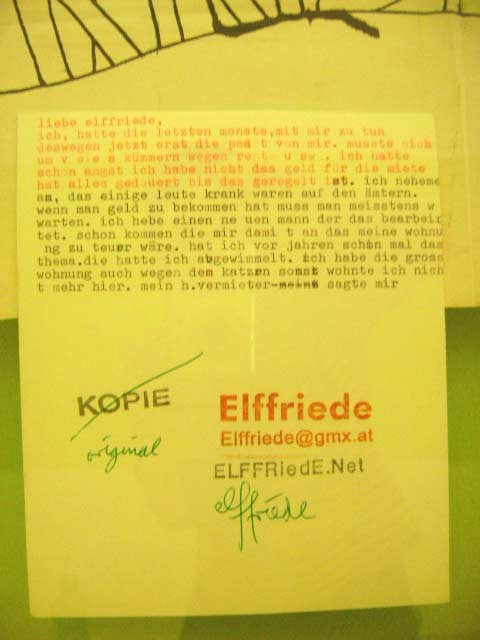 liebe elffriede,
ich, hatte die letzten monate,mit mir zu tun
deswegen jetzt erst die post von mir. musste mich
um v e s kümmern wegen rente u sw . ich hatte
schon angst ich habe nicht das geld für die miete
hat alles gedauert bis das geregelt ist. ich neheme
an, das einige leute krank waren auf den ämtern.
wenn man geld zu bekommen hat muss man meisstens w
warten. ich hebe einen ne uen mann der das bearbei
tet. schon kommen die mir dami t an das meine wohnu
ng zu teuer wäre. hat ich vor jahren schön mal das
thema.die hatte ich abgewimmelt. ich habe die gross
wohnung auch wegen dem katzen sonst wohnte ich nich
t mehr hier. mein h.vermieter-meins sagte mir
KOPIE
original
Elffriede
Elffriede@gmx.at
ELFFRiedE.Net
elffriede